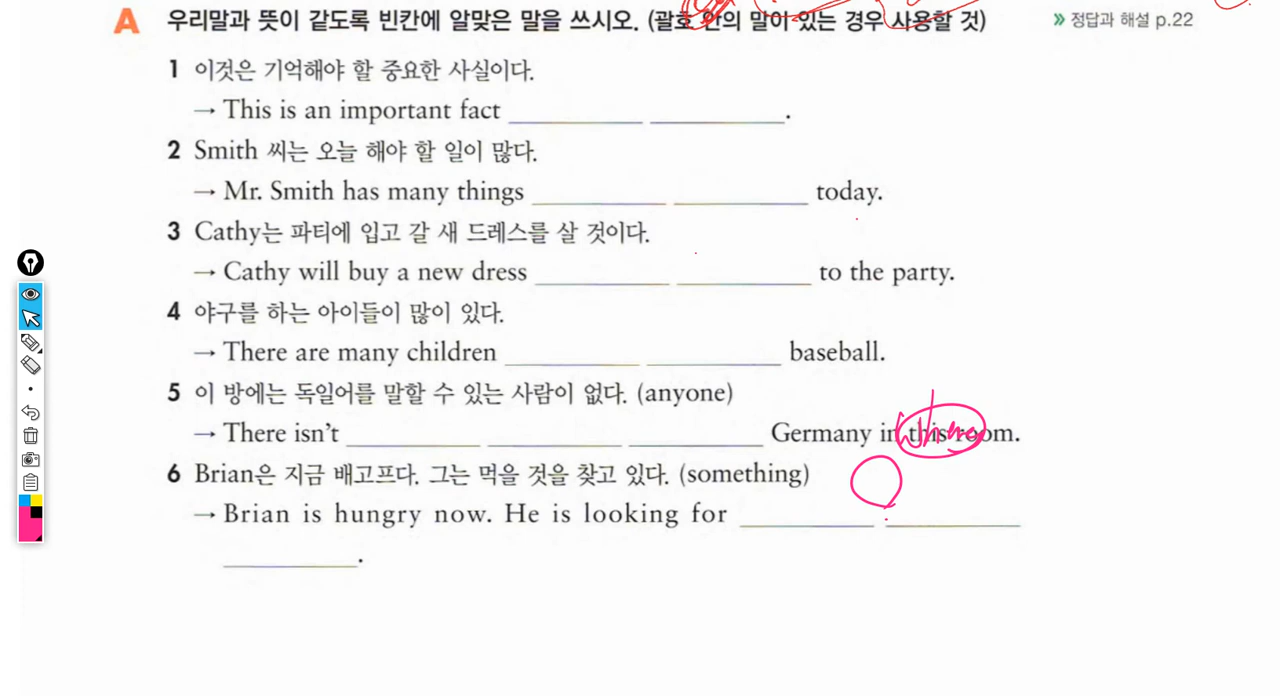 A 우리말과 뜻이 같도록 빈칸에 알맞은 말을 쓰시오. (괄호 안의 말이 있는 경우 사용할 것)
» 정답과 해설 p.22
1 이것은 기억해야 할 중요한 사실이다.
→ This is an important fact ________ ________.
2 Smith 씨는 오늘 해야 할 일이 많다.
→ Mr. Smith has many things ________ ________ today.
3 Cathy는 파티에 입고 갈 새 드레스를 살 것이다.
→ Cathy will buy a new dress ________ ________ to the party.
4 야구를 하는 아이들이 많이 있다.
→ There are many children ________ ________ baseball.
5 이 방에는 독일어를 말할 수 있는 사람이 없다. (anyone)
→ There isn't ________ ________ ________ Germany in this room.
6 Brian은 지금 배고프다. 그는 먹을 것을 찾고 있다. (something)
→ Brian is hungry now. He is looking for ________ ________
________.